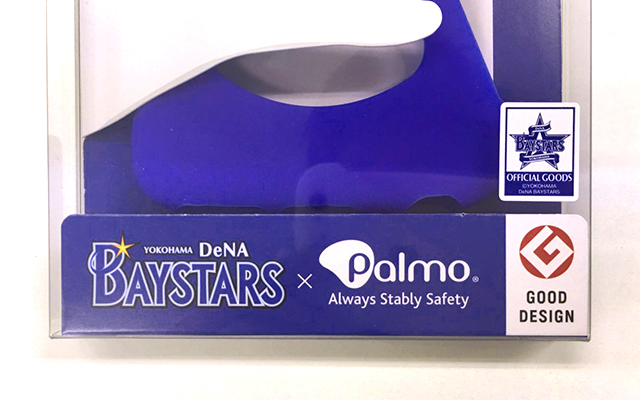 BAYSTARS
OFFICIAL GOODS
©YOKOHAMA
DeNA BAYSTARS
YOKOHAMA DeNA
BAYSTARS
×
Palmo®
Always Stably Safety
G
GOOD
DESIGN